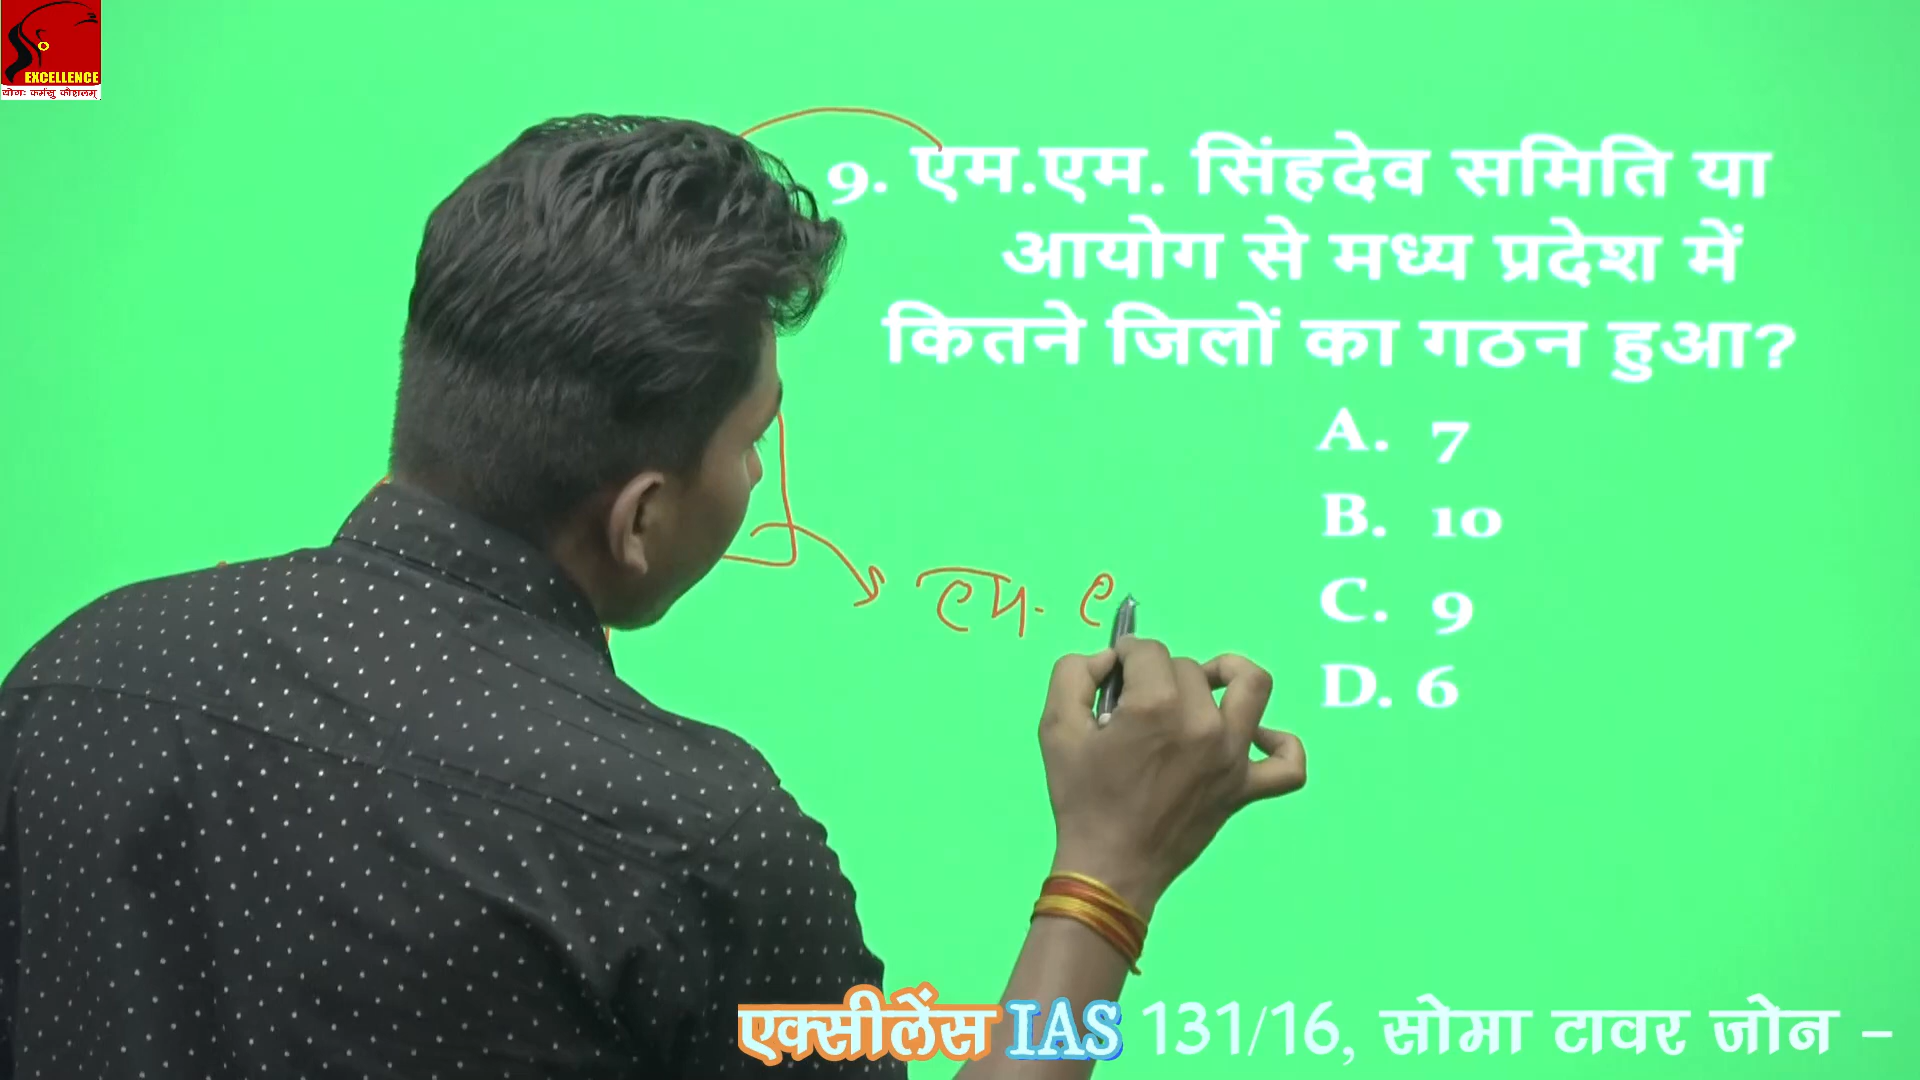 EXCELLENCE
योगः कर्मसु कौशलम्
9. एम.एम. सिंहदेव समिति या
आयोग से मध्य प्रदेश में
कितने जिलों का गठन हुआ?
A. 7
B. 10
C. 9
D. 6
एम. ए
एक्सीलेंस IAS 131/16, सोमा टावर जोन -